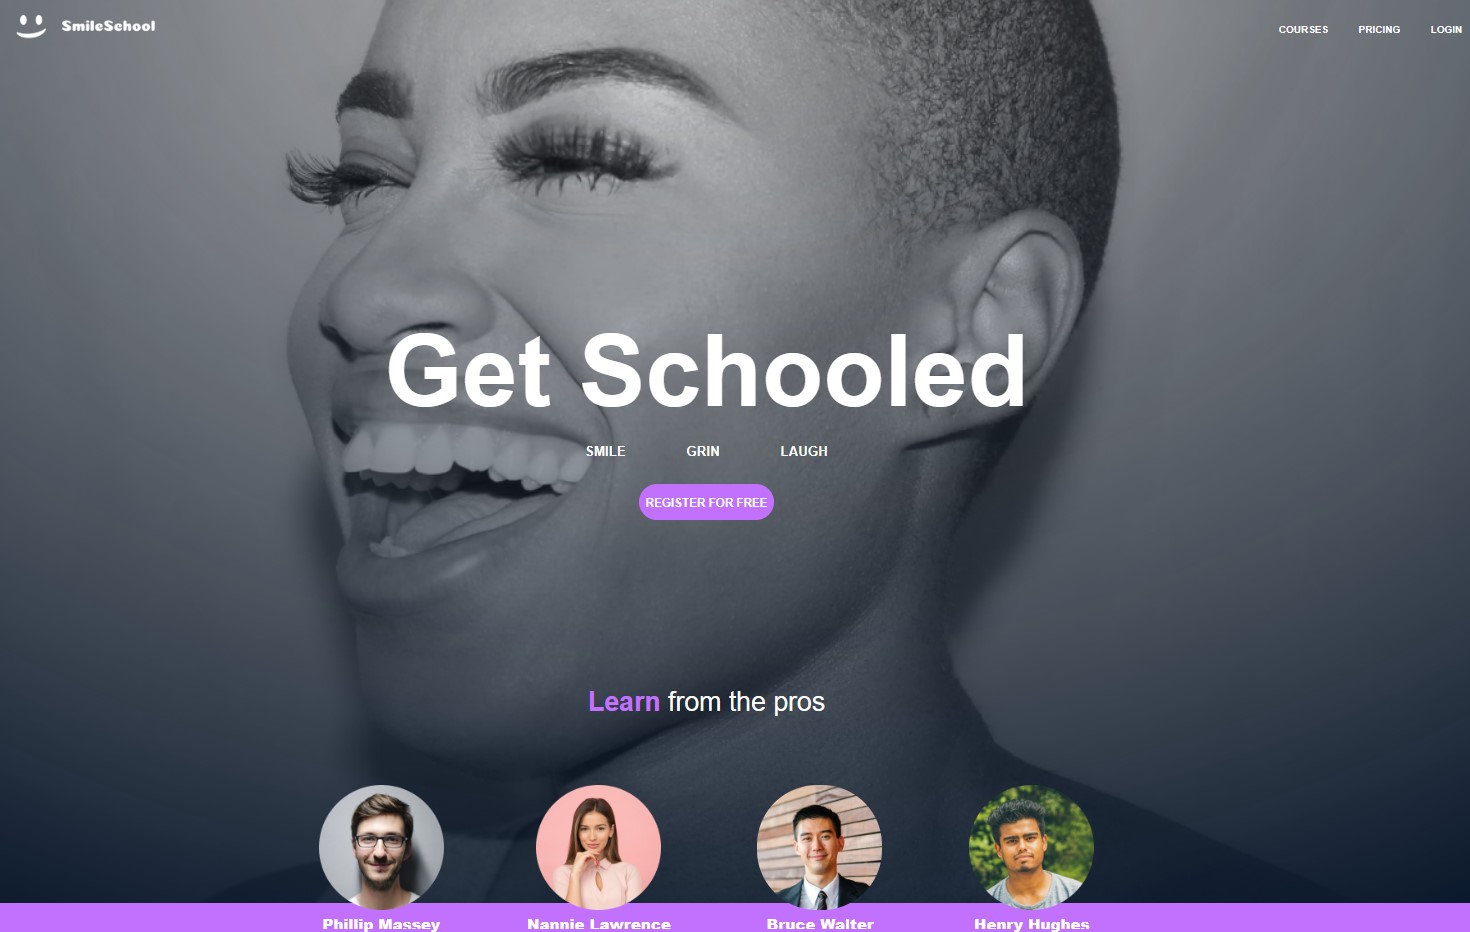 SmileSchool
COURSES PRICING LOGIN
Get Schooled
SMILE GRIN LAUGH
REGISTER FOR FREE
Learn from the pros
Phillip Massey Nannie Lawrence Bruce Walter Henry Hughes